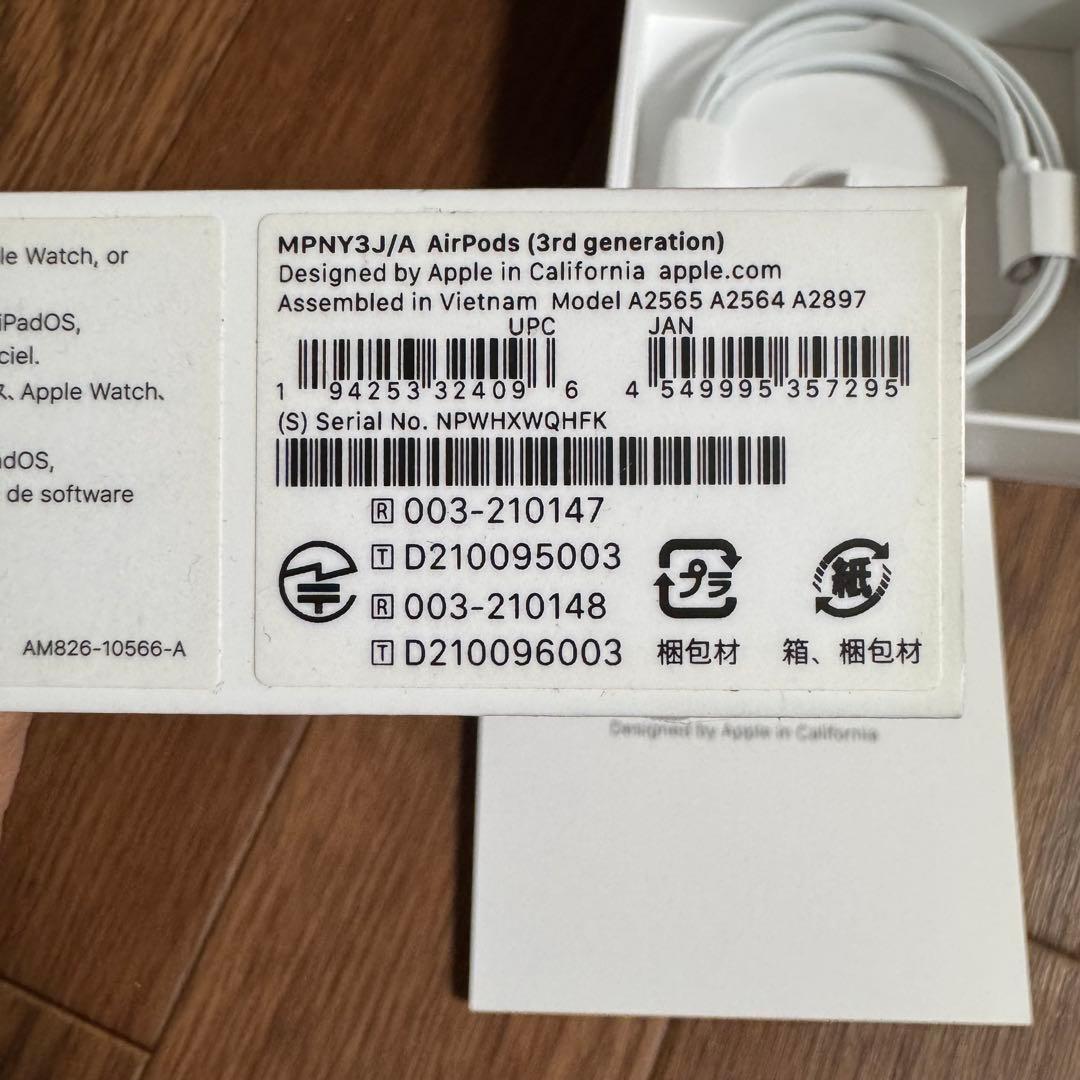 le Watch, or
iPadOS,
ciel.
ス、Apple Watch、
adOS,
de software
AM826-10566-A
MPNY3J/A AirPods (3rd generation)
Designed by Apple in California apple.com
Assembled in Vietnam Model A2565 A2564 A2897
UPC
1 94253 32409 6
JAN
4 549995 357295
(S) Serial No. NPWHXWQHFK
R 003-210147
T D210095003
R 003-210148
T D210096003
プラ
梱包材
紙
箱、梱包材
Designed by Apple in California